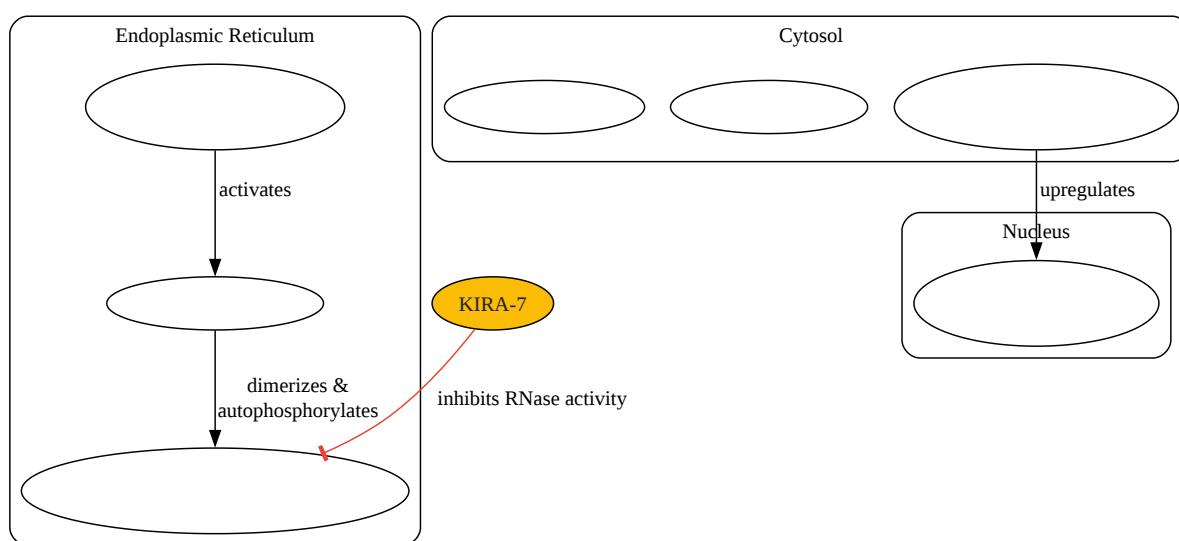 Endoplasmic Reticulum
Cytosol
activates
upregulates
Nucleus
KIRA-7
dimerizes &
autophosphorylates
inhibits RNase activity